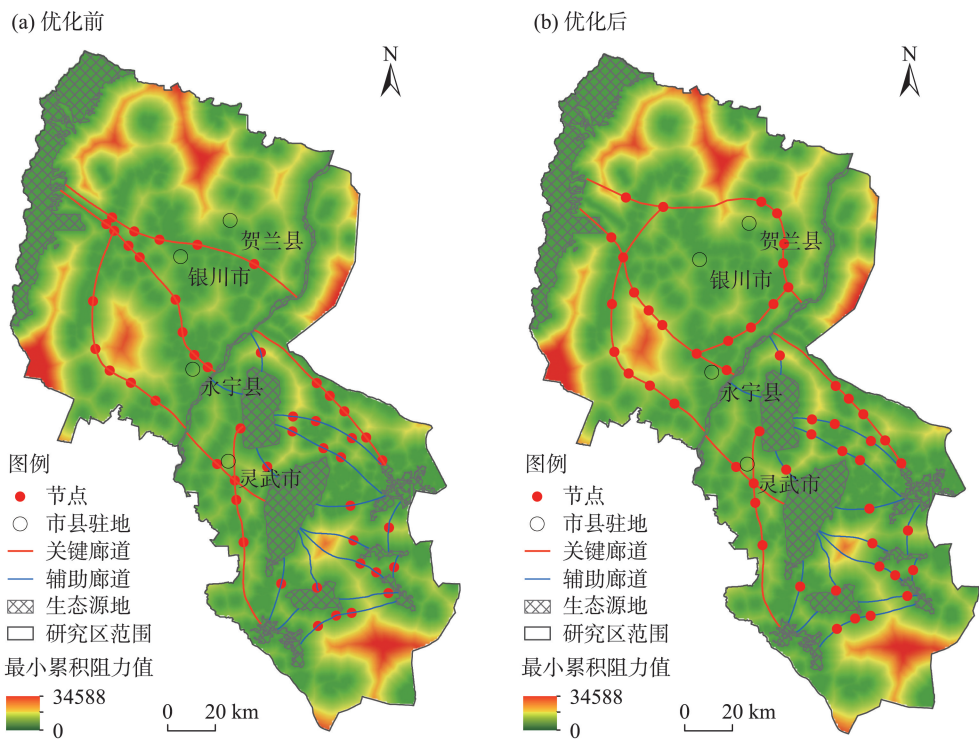 (a) 优化前
N
贺兰县
银川市
永宁县
灵武市
图例
节点
市县驻地
关键廊道
辅助廊道
生态源地
研究区范围
最小累积阻力值
34588
0
0 20 km
(b) 优化后
N
贺兰县
银川市
永宁县
灵武市
图例
节点
市县驻地
关键廊道
辅助廊道
生态源地
研究区范围
最小累积阻力值
34588
0
0 20 km